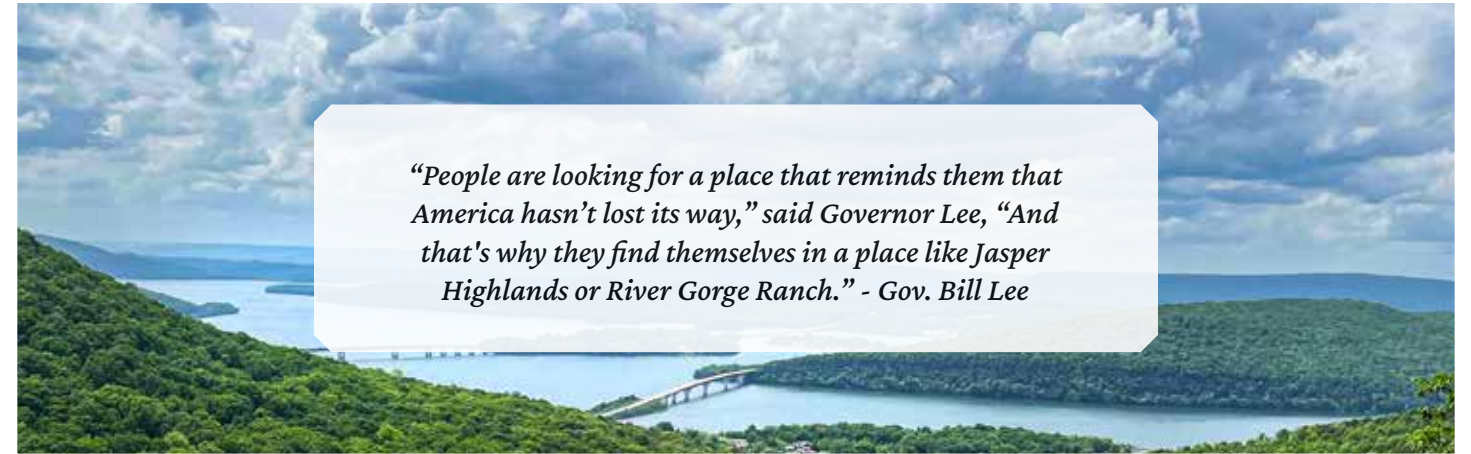 “People are looking for a place that reminds them that
America hasn’t lost its way,” said Governor Lee, “And
that's why they find themselves in a place like Jasper
Highlands or River Gorge Ranch.” - Gov. Bill Lee